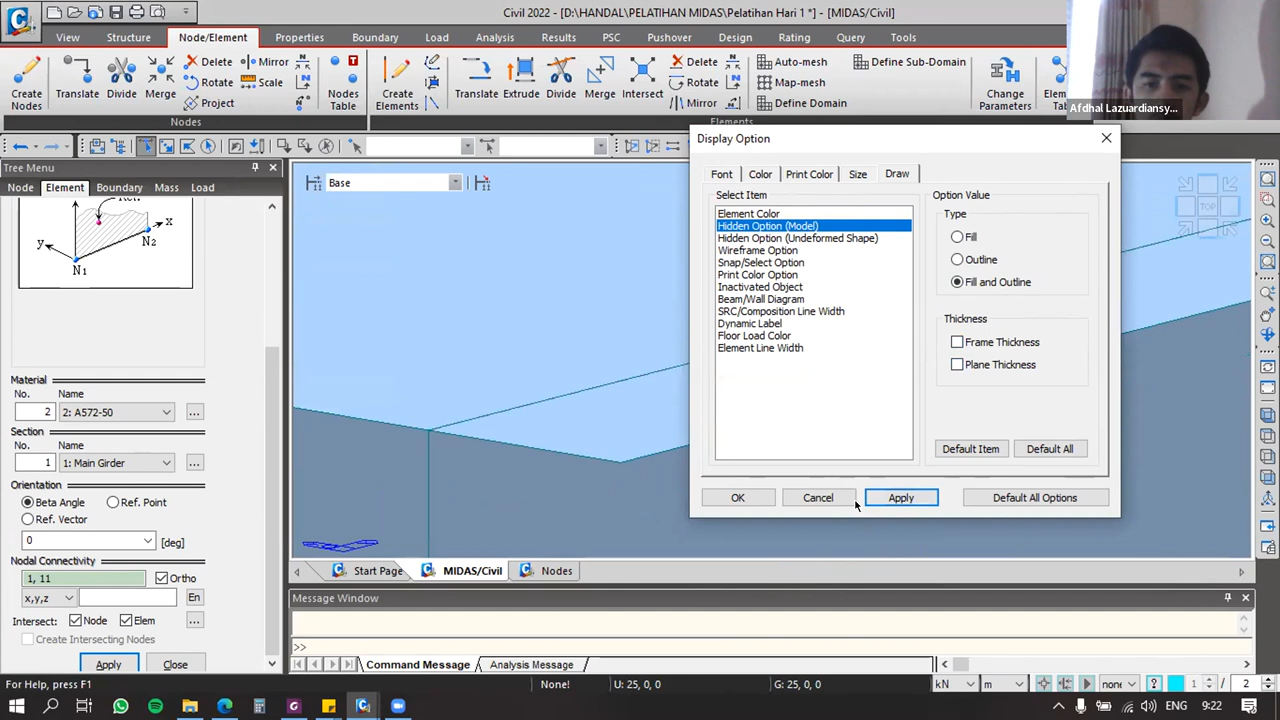 Civil 2022 - [D:\HANDAL\PELATIHAN MIDAS\Pelatihan Hari 1 *] - [MIDAS/Civil]
View Structure Node/Element Properties Boundary Load Analysis Results PSC Pushover Design Rating Query Tools
Delete Mirror Delete Auto-mesh Define Sub-Domain
Rotate Scale Rotate Map-mesh
Project Mirror Define Domain
Create Nodes
Translate
Divide
Merge
Nodes Table
Create Elements
Translate
Extrude
Divide
Merge
Intersect
Change Parameters
Nodes
Elements
Afdhal Lazuardiansy...
Tree Menu
Node Element Boundary Mass Load
y
x
N2
N1
Material
No. Name
2 2: A572-50 ...
Section
No. Name
1 1: Main Girder ...
Orientation
Beta Angle Ref. Point
Ref. Vector
0 [deg]
Nodal Connectivity
1, 11 Ortho
x,y,z En
Intersect: Node Elem ...
Create Intersecting Nodes
Apply Close
Base
TOP
Display Option
Font Color Print Color Size Draw
Select Item
Element Color
Hidden Option (Model)
Hidden Option (Undeformed Shape)
Wireframe Option
Snap/Select Option
Print Color Option
Inactivated Object
Beam/Wall Diagram
SRC/Composition Line Width
Dynamic Label
Floor Load Color
Element Line Width
Option Value
Type
Fill
Outline
Fill and Outline
Thickness
Frame Thickness
Plane Thickness
Default Item Default All
OK Cancel Apply Default All Options
Start Page MIDAS/Civil Nodes
Message Window
>>
Command Message Analysis Message
For Help, press F1 None! U: 25, 0, 0 G: 25, 0, 0 kN m none 1 / 2
ENG 9:22